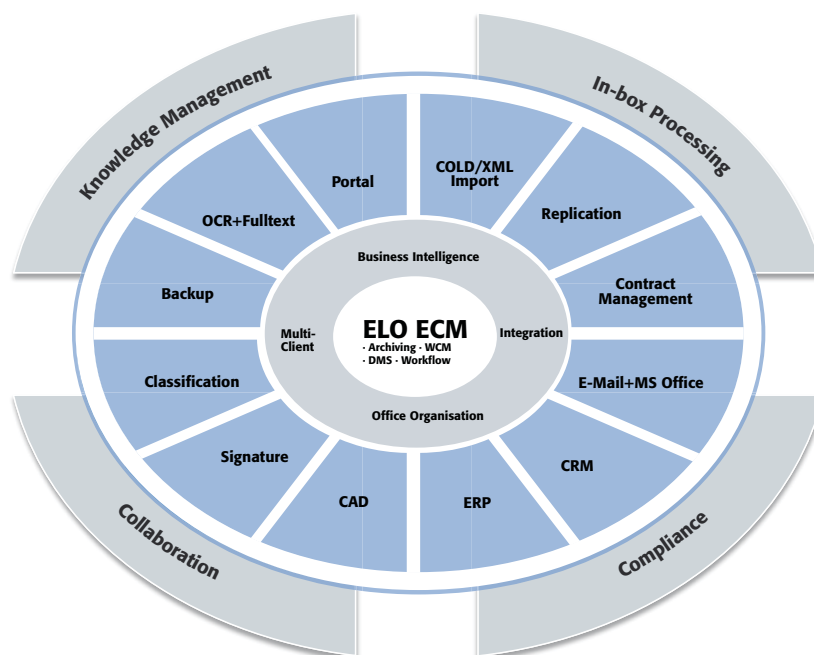 Knowledge Management
In-box Processing
Portal
COLD/XML
Import
OCR+Fulltext
Replication
Backup
Contract
Management
Business Intelligence
Multi-
Client
ELO ECM
· Archiving · WCM
· DMS · Workflow
Integration
Office Organisation
Classification
E-Mail+MS Office
Signature
CRM
CAD
ERP
Collaboration
Compliance